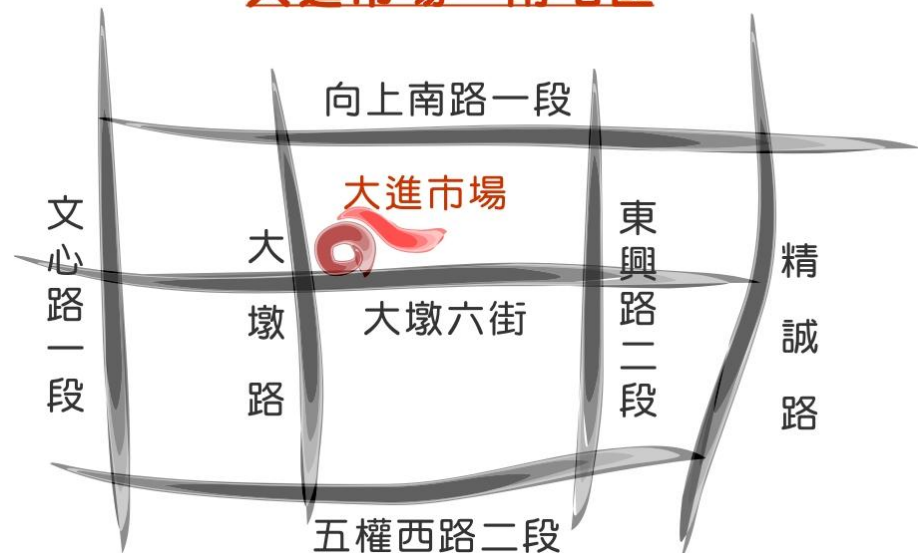 向上南路一段
大進市場
文心路一段
大墩路
東興路二段
精誠路
大墩六街
五權西路二段